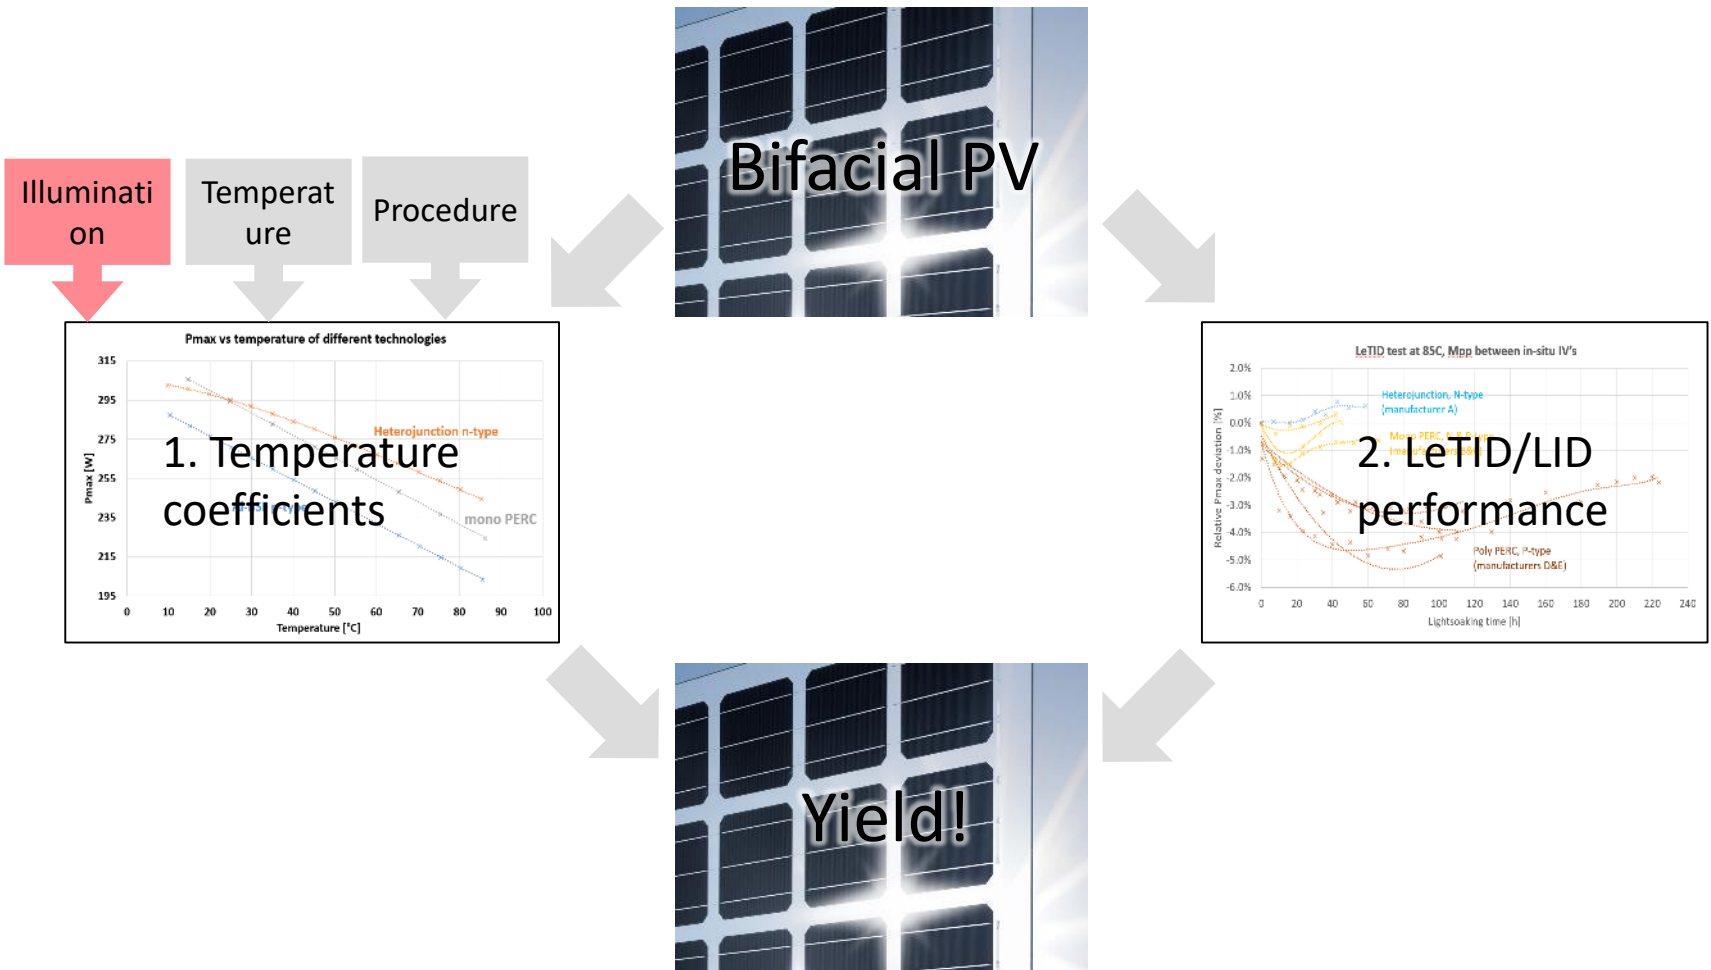 Bifacial PV
Illuminati
on
Temperat
ure
Procedure
Pmax vs temperature of different technologies
315
295
275
255
235
215
195
Pmax [W]
Heterojunction n-type
mono PERC
1. Temperature
coefficients
0 10 20 30 40 50 60 70 80 90 100
Temperature [°C]
LeTID test at 85C, Mpp between in-situ IV's
2.0%
1.0%
0.0%
-1.0%
-2.0%
-3.0%
-4.0%
-5.0%
-6.0%
Relative Pmax deviation [%]
Heterojunction, N-type
(manufacturer A)
Mono PERC, N & P-type
2. LeTID/LID
performance
Poly PERC, P-type
(manufacturers D&E)
0 20 40 60 80 100 120 140 160 180 200 220 240
Lightsoaking time [h]
Yield!